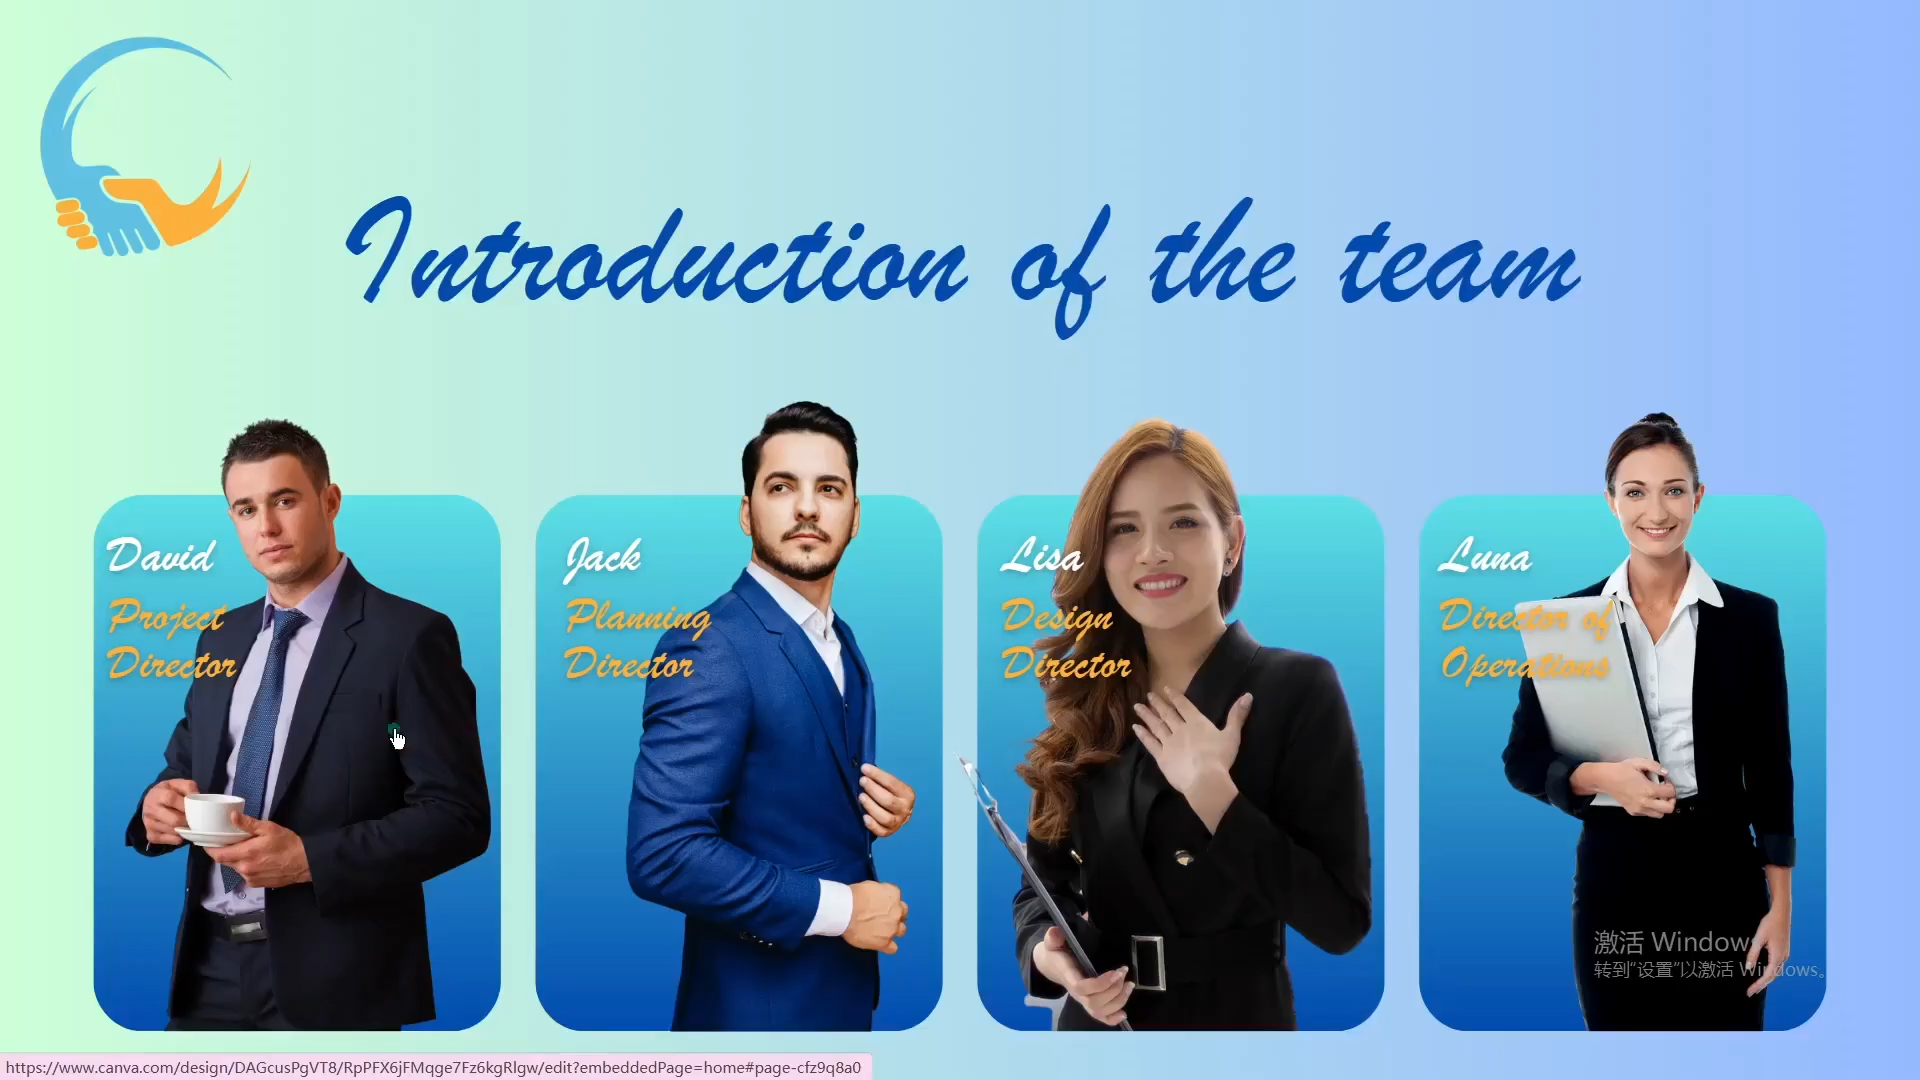 Introduction of the team
David
Project
Director
Jack
Planning
Director
Lisa
Design
Director
Luna
Director of
Operations
激活 Windows
转到“设置”以激活 Windows。
https://www.canva.com/design/DAGcusPgVT8/RpPFX6jFMqge7Fz6kgRlgw/edit?embeddedPage=home#page-cfz9q8a0